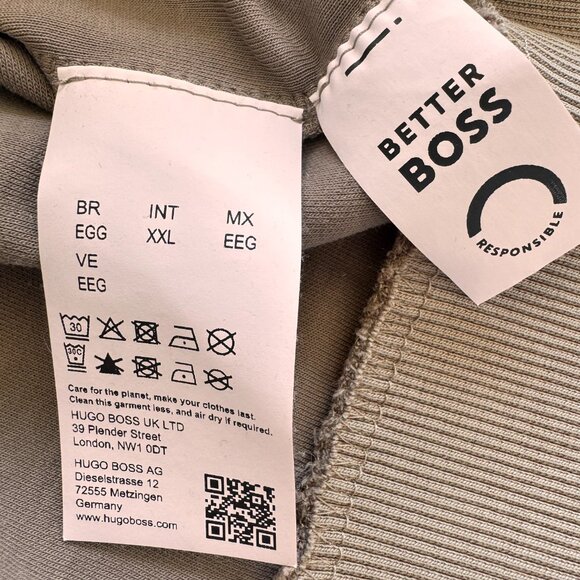 BETTER
BOSS
RESPONSIBLE
BR INT MX
EGG XXL EEG
VE
EEG
30
30C
Care for the planet, make your clothes last.
Clean this garment less, and air dry if required.
HUGO BOSS UK LTD
39 Plender Street
London, NW1 0DT
HUGO BOSS AG
Dieselstrasse 12
72555 Metzingen
Germany
www.hugoboss.com